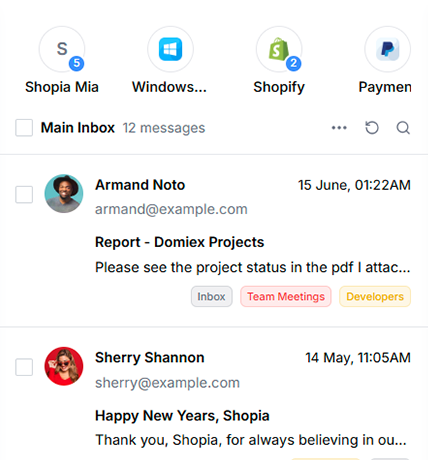 S
5
2
Shopia Mia
Windows...
Shopify
Paymen
Main Inbox 12 messages
Armand Noto 15 June, 01:22AM
armand@example.com
Report - Domiex Projects
Please see the project status in the pdf I attac...
Inbox Team Meetings Developers
Sherry Shannon 14 May, 11:05AM
sherry@example.com
Happy New Years, Shopia
Thank you, Shopia, for always believing in ou...